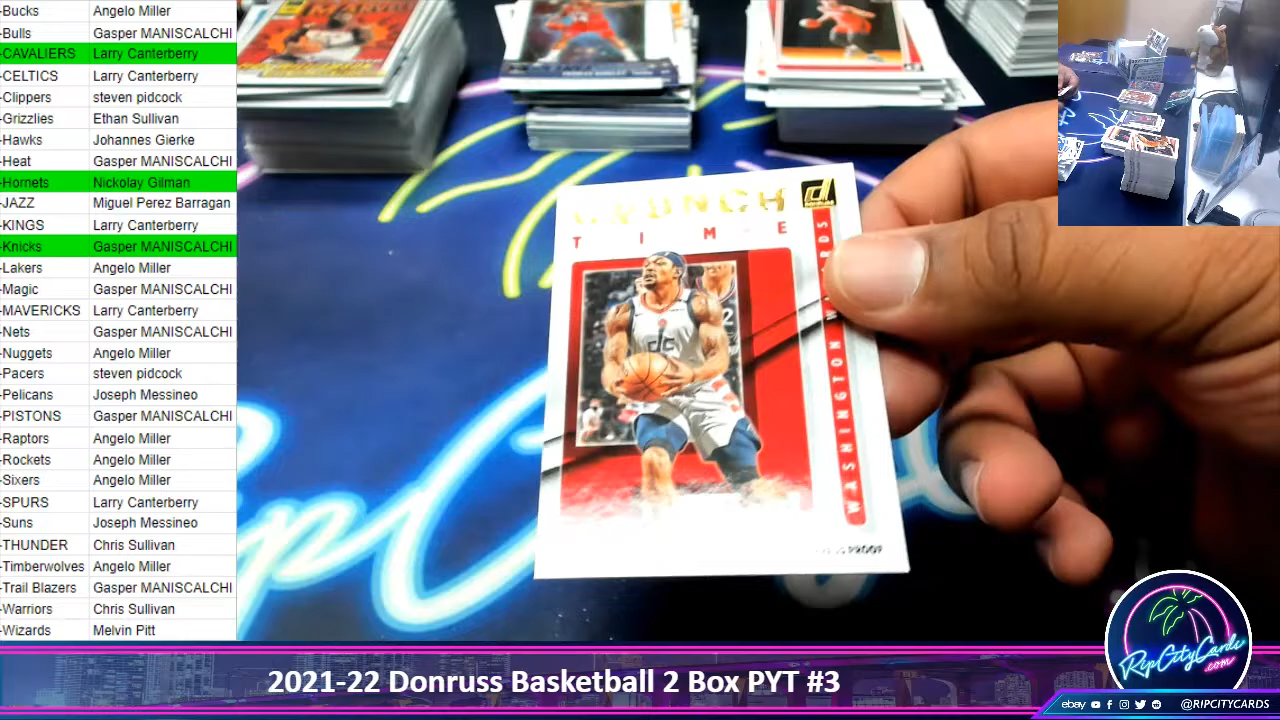 -Bucks Angelo Miller
-Bulls Gasper MANISCALCHI
-CAVALIERS Larry Canterberry
-CELTICS Larry Canterberry
-Clippers steven pidcock
-Grizzlies Ethan Sullivan
-Hawks Johannes Gierke
-Heat Gasper MANISCALCHI
-Hornets Nickolay Gilman
-JAZZ Miguel Perez Barragan
-KINGS Larry Canterberry
-Knicks Gasper MANISCALCHI
-Lakers Angelo Miller
-Magic Gasper MANISCALCHI
-MAVERICKS Larry Canterberry
-Nets Gasper MANISCALCHI
-Nuggets Angelo Miller
-Pacers steven pidcock
-Pelicans Joseph Messineo
-PISTONS Gasper MANISCALCHI
-Raptors Angelo Miller
-Rockets Angelo Miller
-Sixers Angelo Miller
-SPURS Larry Canterberry
-Suns Joseph Messineo
-THUNDER Chris Sullivan
-Timberwolves Angelo Miller
-Trail Blazers Gasper MANISCALCHI
-Warriors Chris Sullivan
-Wizards Melvin Pitt
CRUNCH
TIME
WASHINGTON
PROOF
RipCityCards
.com
2021-22 Donruss Basketball 2 Box PYT #3
ebay
@RIPCITYCARDS